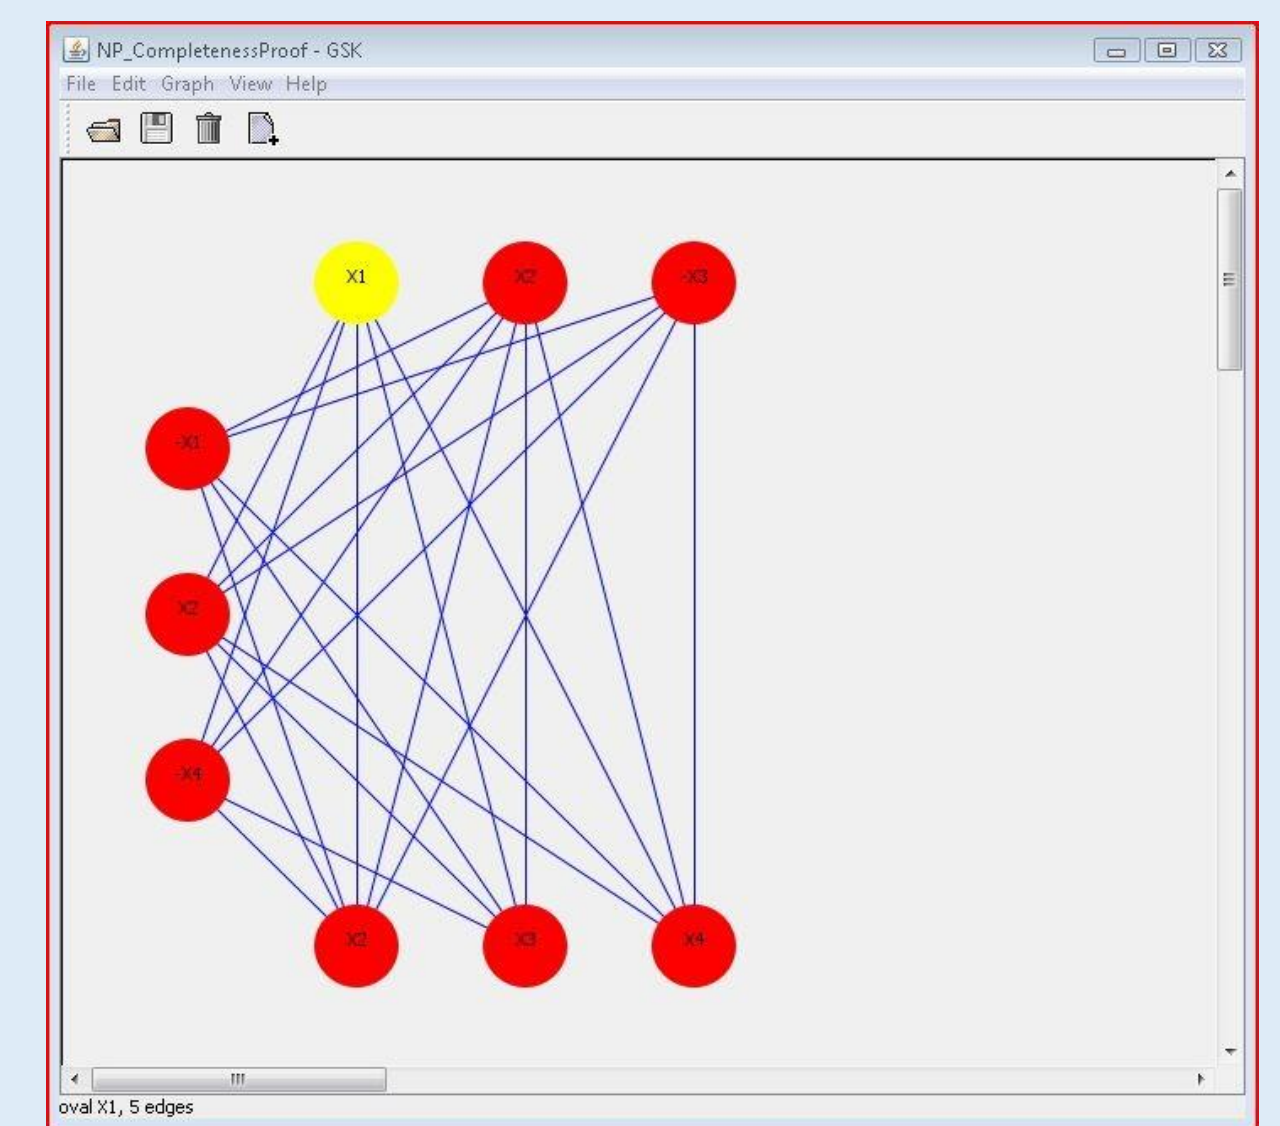 NP_CompletenessProof - GSK
File Edit Graph View Help
X1 X2 -X3
-X1
X2
-X4
X2 X3 X4
oval X1, 5 edges